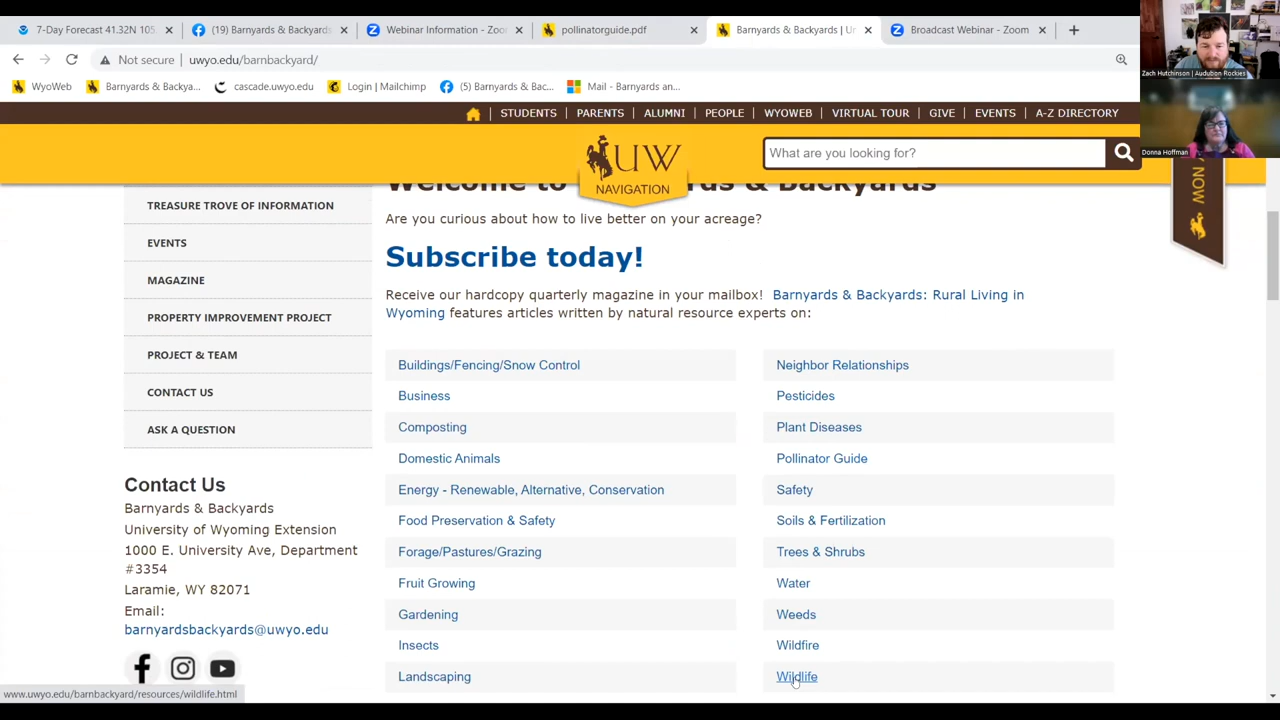 7-Day Forecast 41.32N 105
(19) Barnyards & Backyards
Webinar Information - Zoom
pollinatorguide.pdf
Barnyards & Backyards | Un
Broadcast Webinar - Zoom
Not secure
uwyo.edu/barnbackyard/
WyoWeb
Barnyards & Backya...
cascade.uwyo.edu
Login | Mailchimp
(5) Barnyards & Bac...
Mail - Barnyards an...
Zach Hutchinson | Audubon Rockies
Donna Hoffman
STUDENTS | PARENTS | ALUMNI | PEOPLE | WYOWEB | VIRTUAL TOUR | GIVE | EVENTS | A-Z DIRECTORY
UW
NAVIGATION
What are you looking for?
NOW
Welcome to Barnyards & Backyards
TREASURE TROVE OF INFORMATION
EVENTS
MAGAZINE
PROPERTY IMPROVEMENT PROJECT
PROJECT & TEAM
CONTACT US
ASK A QUESTION
Contact Us
Barnyards & Backyards
University of Wyoming Extension
1000 E. University Ave, Department
#3354
Laramie, WY 82071
Email:
barnyardsbackyards@uwyo.edu
Are you curious about how to live better on your acreage?
Subscribe today!
Receive our hardcopy quarterly magazine in your mailbox! Barnyards & Backyards: Rural Living in
Wyoming features articles written by natural resource experts on:
Buildings/Fencing/Snow Control
Business
Composting
Domestic Animals
Energy - Renewable, Alternative, Conservation
Food Preservation & Safety
Forage/Pastures/Grazing
Fruit Growing
Gardening
Insects
Landscaping
Neighbor Relationships
Pesticides
Plant Diseases
Pollinator Guide
Safety
Soils & Fertilization
Trees & Shrubs
Water
Weeds
Wildfire
Wildlife
www.uwyo.edu/barnbackyard/resources/wildlife.html